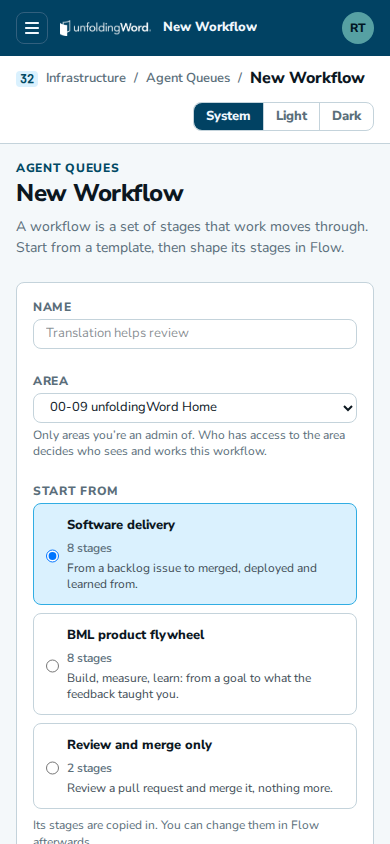 unfoldingWord. New Workflow RT
32 Infrastructure / Agent Queues / New Workflow
System Light Dark
AGENT QUEUES
New Workflow
A workflow is a set of stages that work moves through.
Start from a template, then shape its stages in Flow.
NAME
Translation helps review
AREA
00-09 unfoldingWord Home
Only areas you're an admin of. Who has access to the area
decides who sees and works this workflow.
START FROM
Software delivery
8 stages
From a backlog issue to merged, deployed and
learned from.
BML product flywheel
8 stages
Build, measure, learn: from a goal to what the
feedback taught you.
Review and merge only
2 stages
Review a pull request and merge it, nothing more.
Its stages are copied in. You can change them in Flow
afterwards.